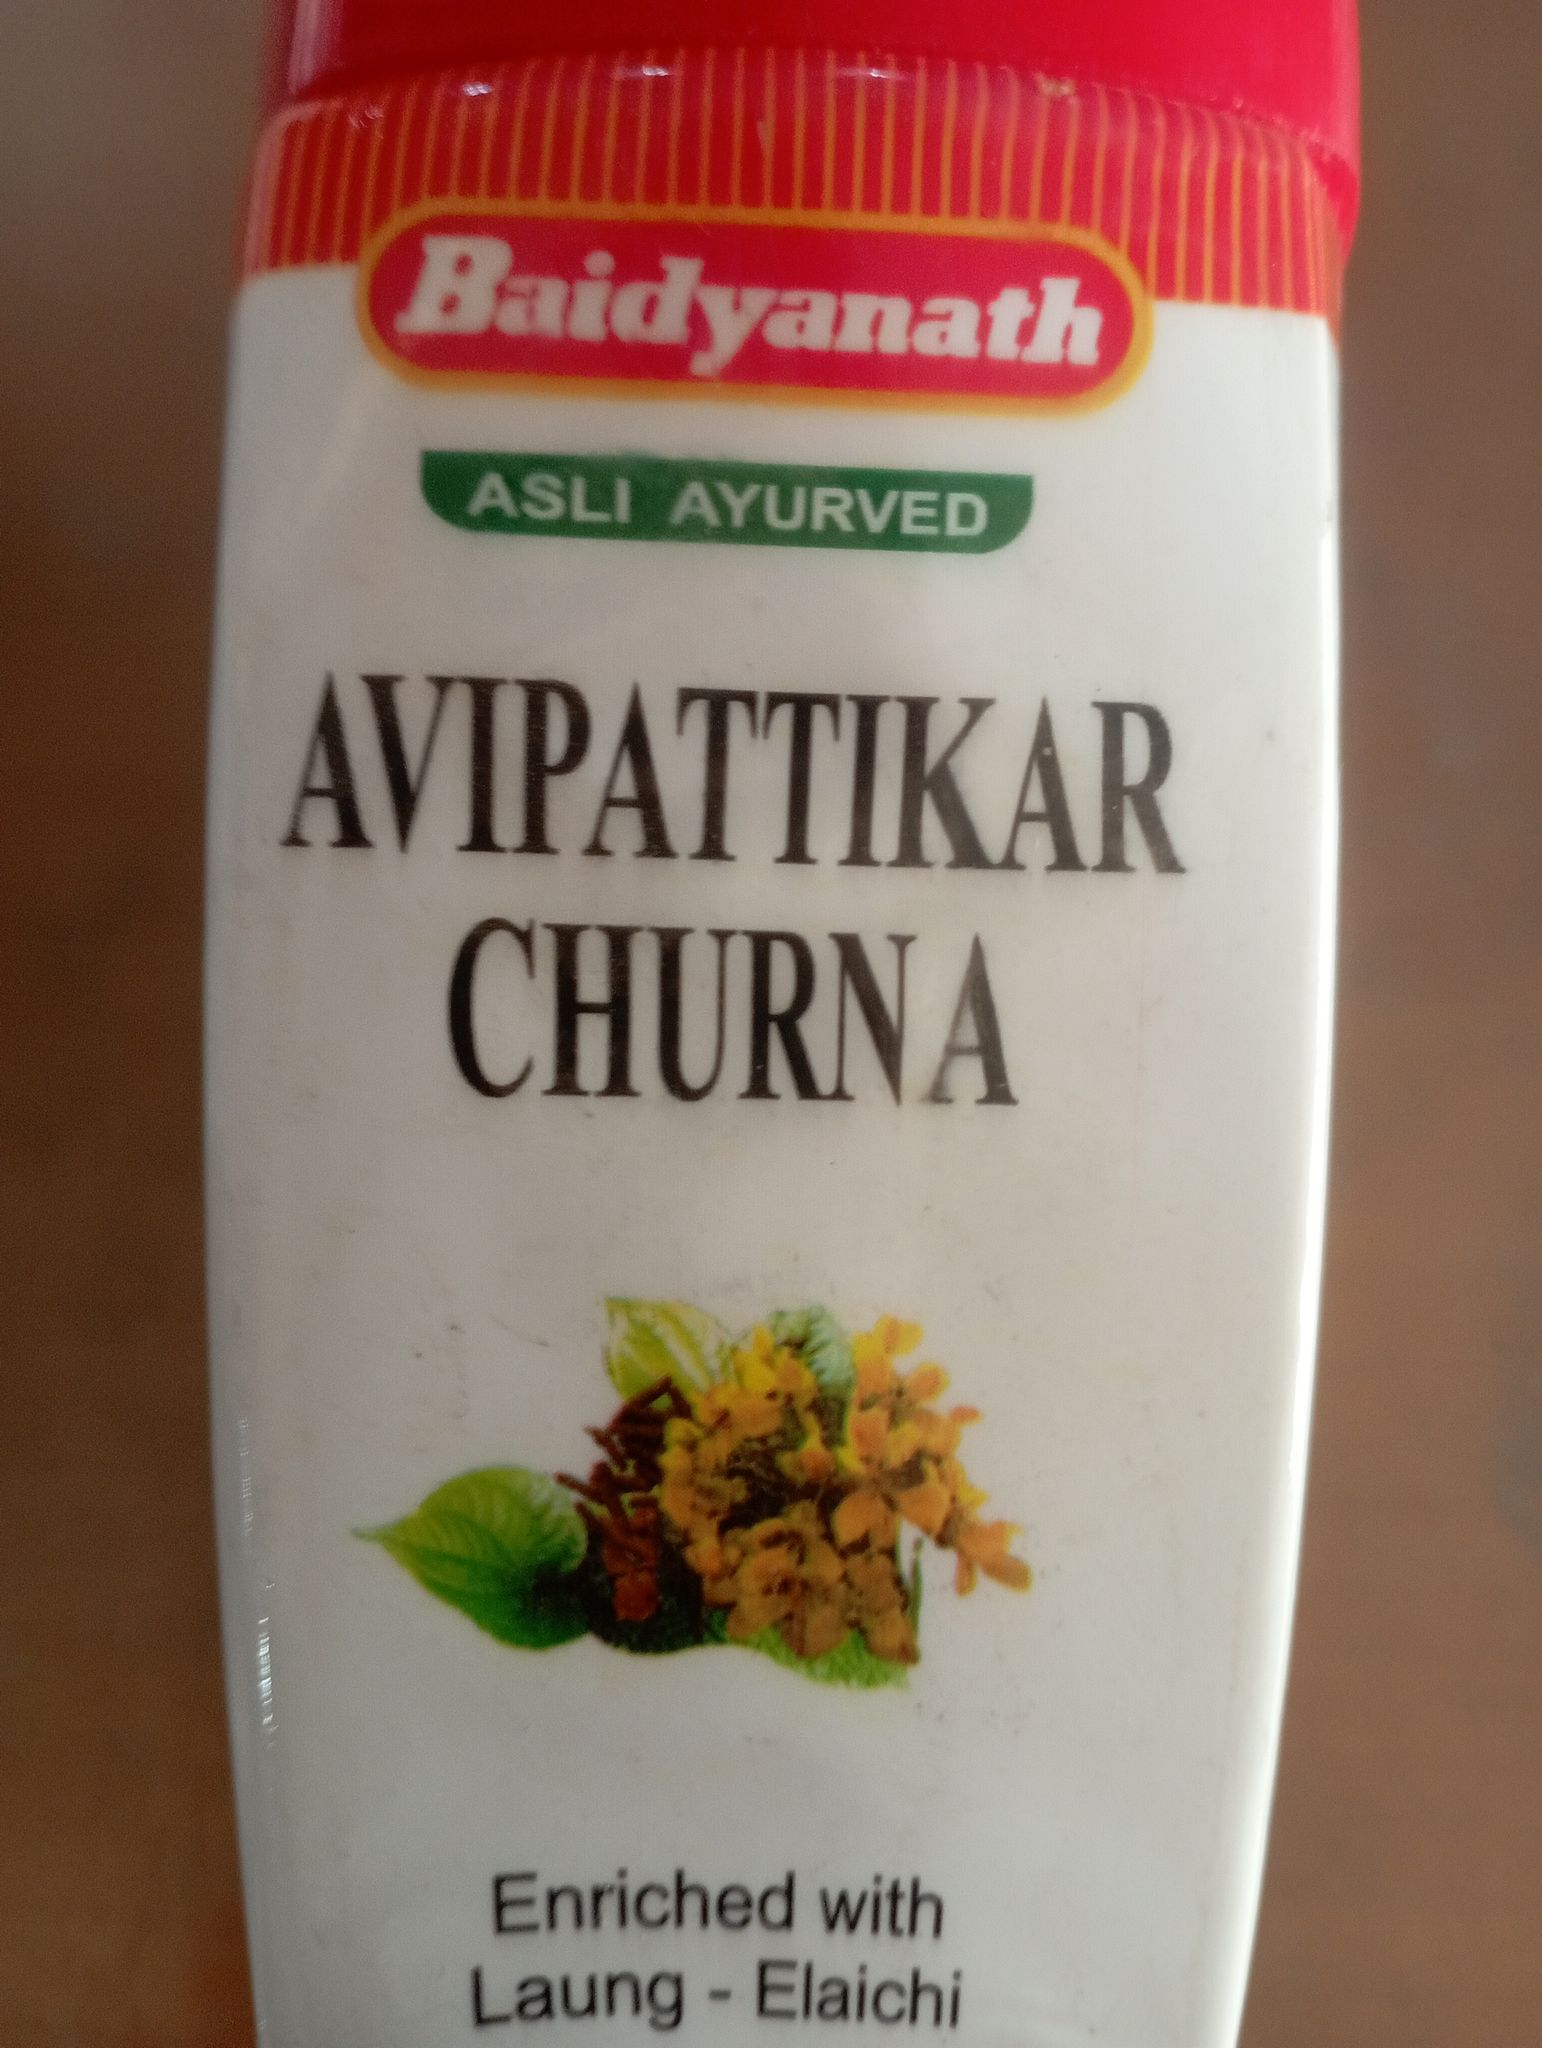 Baidyanath
ASLI AYURVED
AVIPATTIKAR
CHURNA
Enriched with
Laung - Elaichi